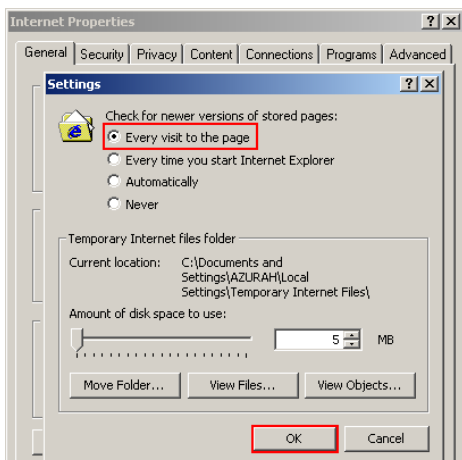 Internet Properties
General Security Privacy Content Connections Programs Advanced
Settings
Check for newer versions of stored pages:
Every visit to the page
Every time you start Internet Explorer
Automatically
Never
Temporary Internet files folder
Current location: C:\Documents and
Settings\AZURAH\Local
Settings\Temporary Internet Files\
Amount of disk space to use:
5 MB
Move Folder... View Files... View Objects...
OK Cancel